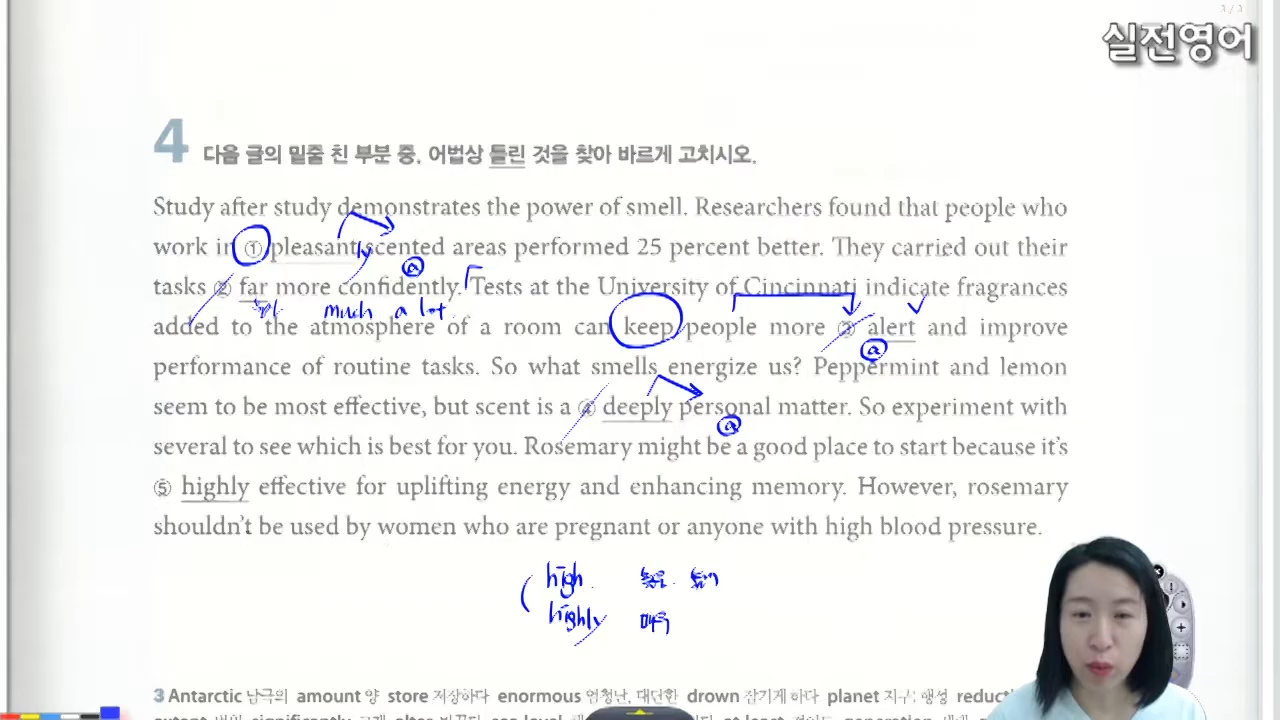 3 / 3
실전영어
4 다음 글의 밑줄 친 부분 중, 어법상 틀린 것을 찾아 바르게 고치시오.
Study after study demonstrates the power of smell. Researchers found that people who
work in ① pleasant scented areas performed 25 percent better. They carried out their
ly
ⓐ
tasks ② far more confidently. Tests at the University of Cincinnati indicate fragrances
much a lot
added to the atmosphere of a room can keep people more ③ alert and improve
ⓐ
performance of routine tasks. So what smells energize us? Peppermint and lemon
seem to be most effective, but scent is a ④ deeply personal matter. So experiment with
ⓐ
several to see which is best for you. Rosemary might be a good place to start because it's
⑤ highly effective for uplifting energy and enhancing memory. However, rosemary
shouldn't be used by women who are pregnant or anyone with high blood pressure.
high 높은 높이
highly 매우
3 Antarctic 남극의 amount 양 store 저장하다 enormous 엄청난, 대단한 drown 잠기게 하다 planet 지구, 행성